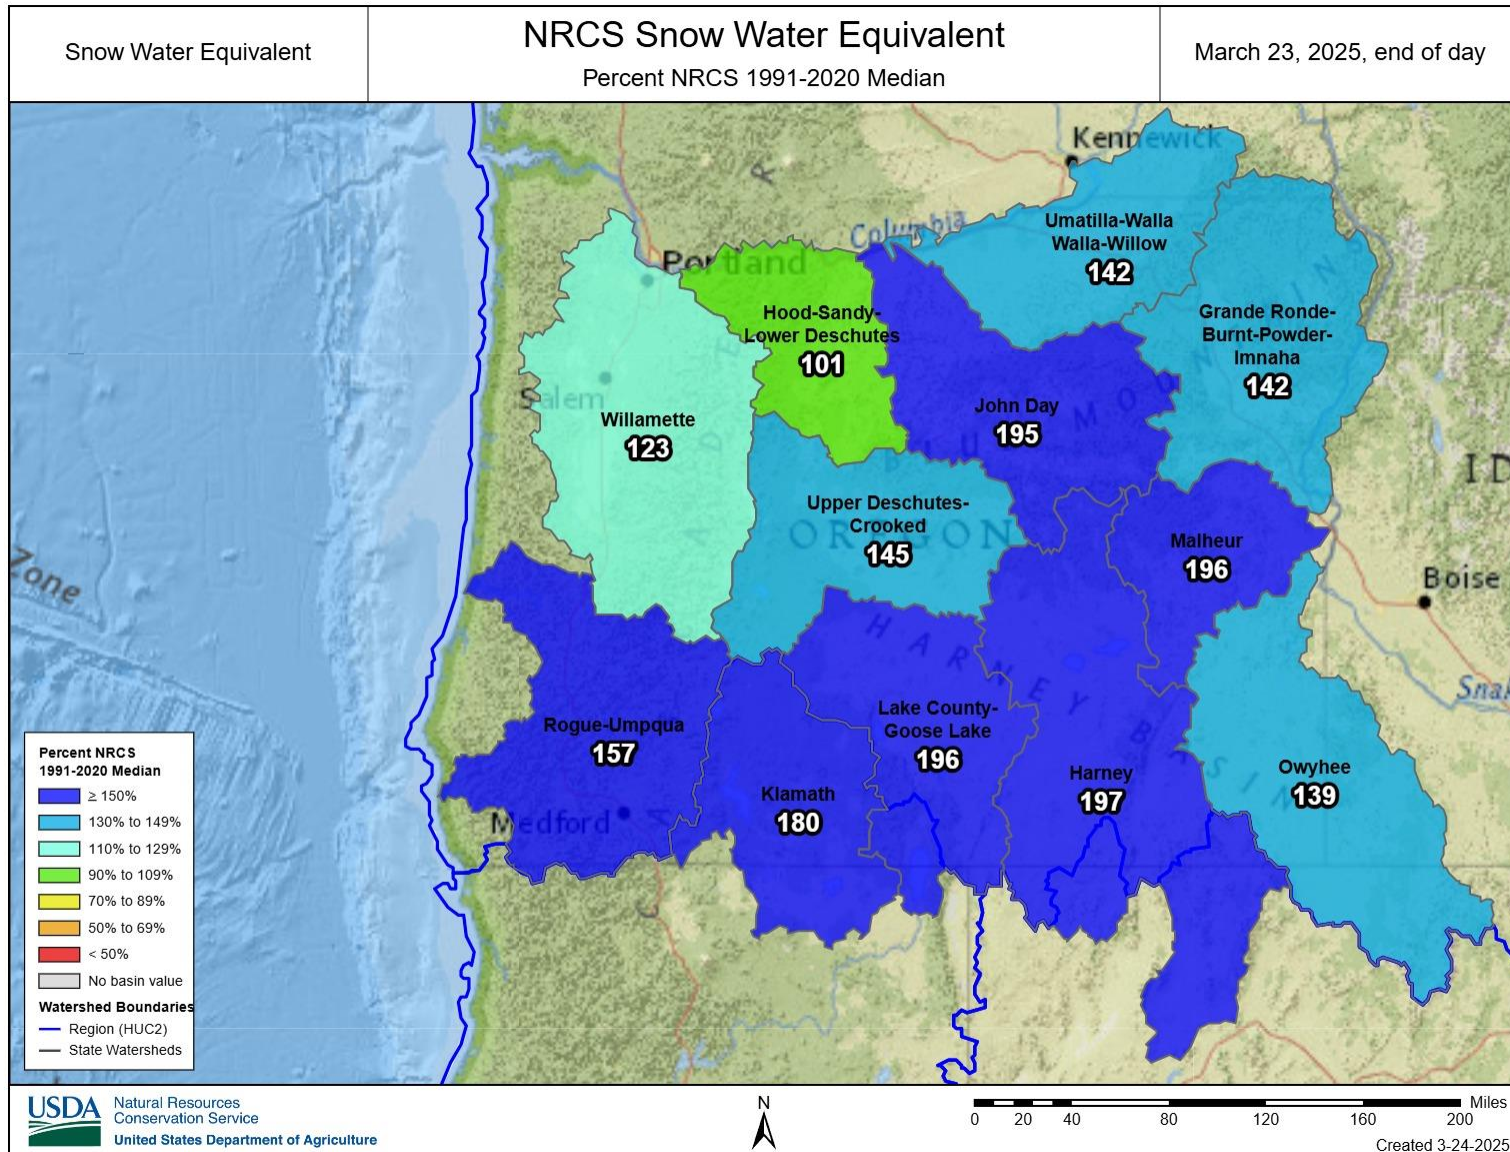 Snow Water Equivalent
NRCS Snow Water Equivalent
Percent NRCS 1991-2020 Median
March 23, 2025, end of day
Kennewick
Columbia
Umatilla-Walla
Walla-Willow
142
Portland
Hood-Sandy-
Lower Deschutes
101
Grande Ronde-
Burnt-Powder-
Imnaha
142
Salem
Willamette
123
John Day
195
ID
Upper Deschutes-
Crooked
145
OREGON
Malheur
196
Zone
Boise
HARNEY BASIN
Rogue-Umpqua
157
Lake County-
Goose Lake
196
Klamath
180
Harney
197
Owyhee
139
Medford
Percent NRCS
1991-2020 Median
≥ 150%
130% to 149%
110% to 129%
90% to 109%
70% to 89%
50% to 69%
< 50%
No basin value
Watershed Boundaries
Region (HUC2)
State Watersheds
USDA
Natural Resources
Conservation Service
United States Department of Agriculture
N
Miles
0 20 40 80 120 160 200
Created 3-24-2025